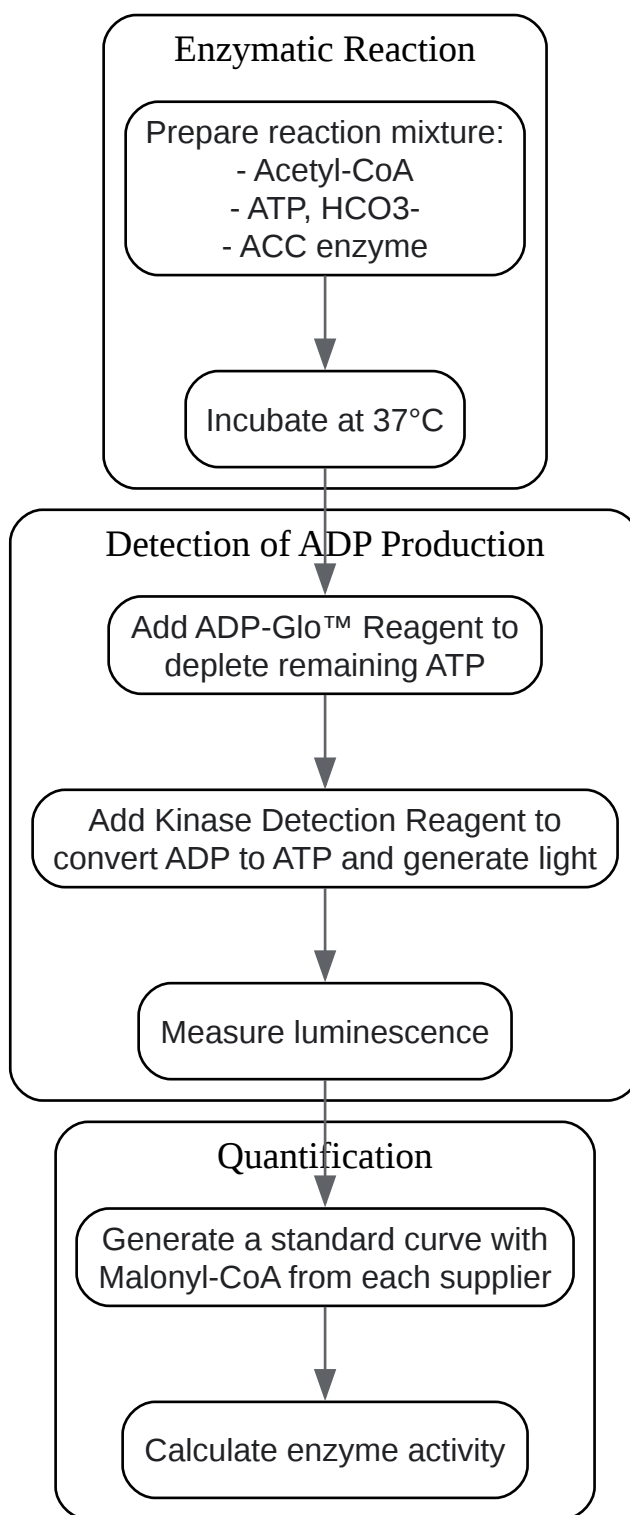 Enzymatic Reaction
Prepare reaction mixture:
- Acetyl-CoA
- ATP, HCO3-
- ACC enzyme
Incubate at 37°C
Detection of ADP Production
Add ADP-Glo™ Reagent to
deplete remaining ATP
Add Kinase Detection Reagent to
convert ADP to ATP and generate light
Measure luminescence
Quantification
Generate a standard curve with
Malonyl-CoA from each supplier
Calculate enzyme activity